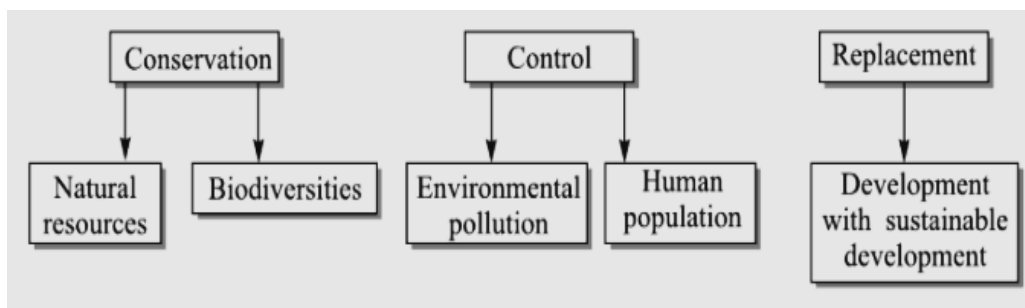 Conservation
Control
Replacement
Natural
resources
Biodiversities
Environmental
pollution
Human
population
Development
with sustainable
development